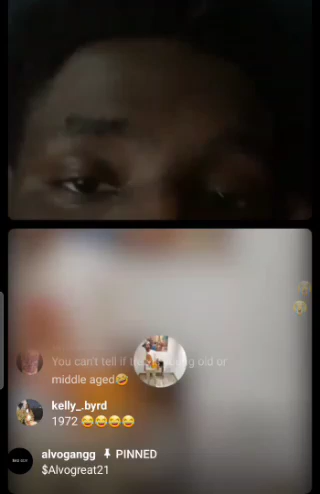 You can't tell if old or
middle aged🤣
kelly_.byrd
1972 😂😂😂😂
alvogangg 📌 PINNED
$Alvogreat21